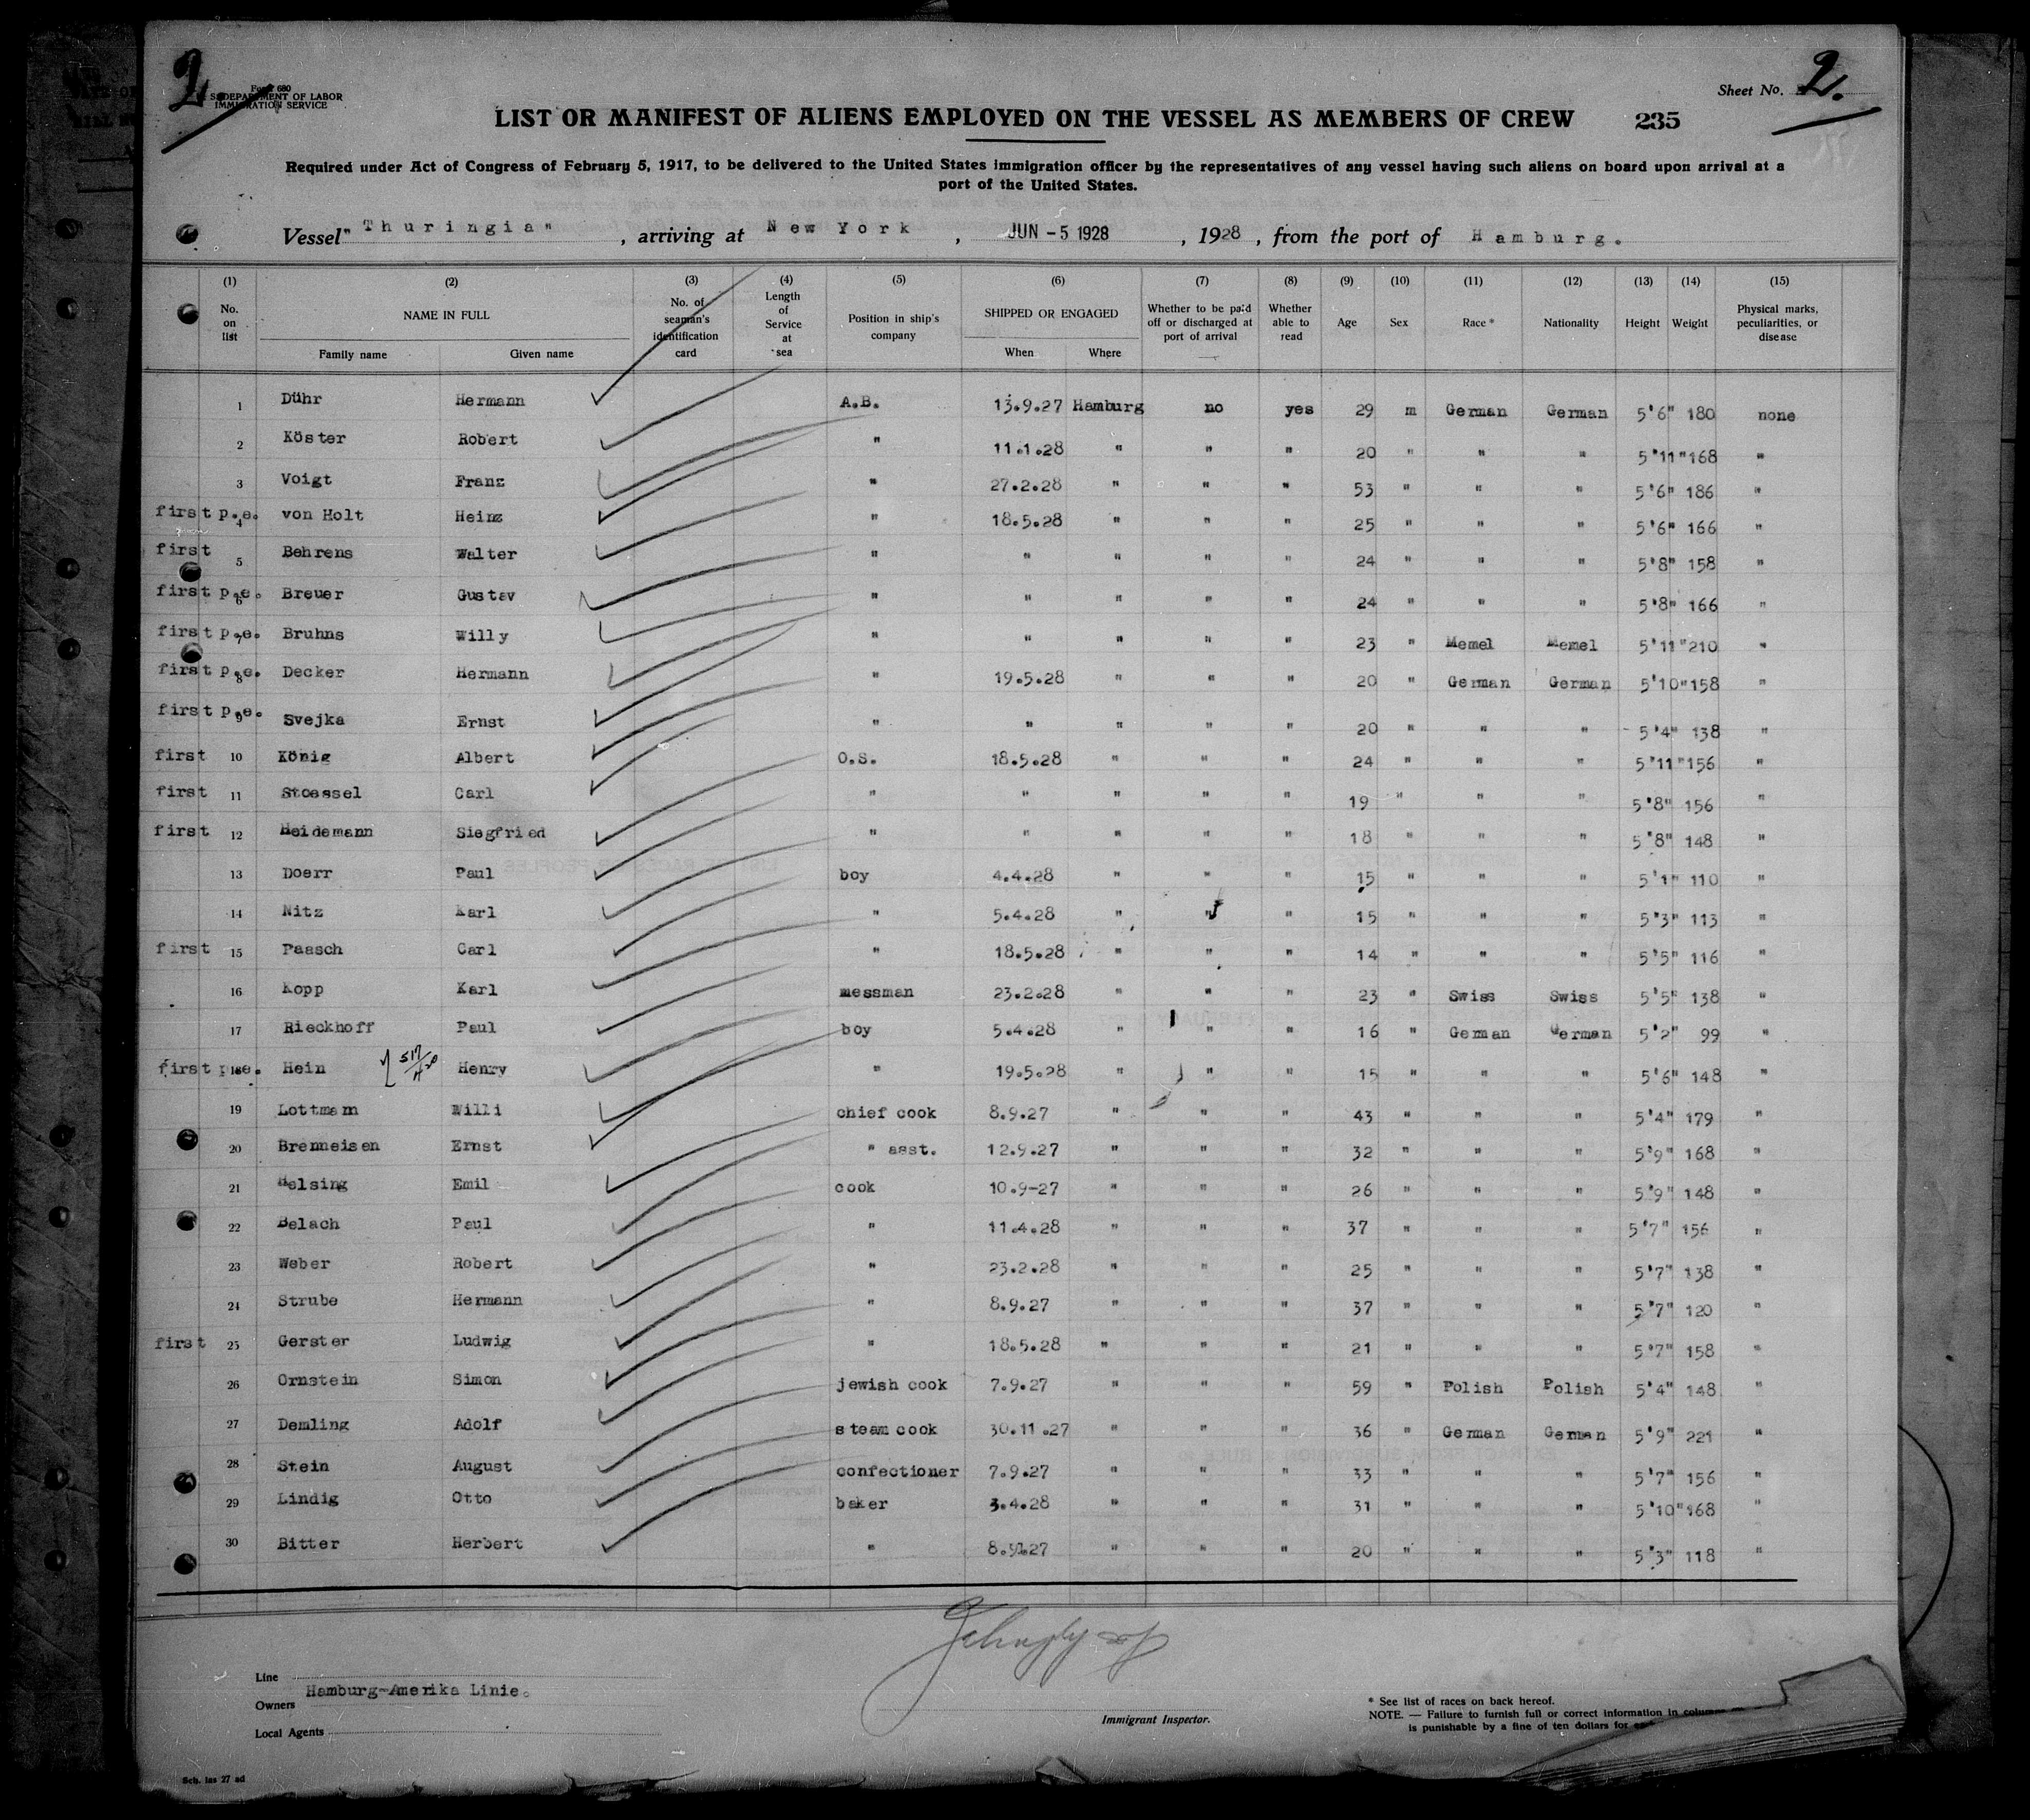 2.
Form 680
U. S. DEPARTMENT OF LABOR
IMMIGRATION SERVICE
Sheet No. 2.
LIST OR MANIFEST OF ALIENS EMPLOYED ON THE VESSEL AS MEMBERS OF CREW 235
Required under Act of Congress of February 5, 1917, to be delivered to the United States immigration officer by the representatives of any vessel having such aliens on board upon arrival at a
port of the United States.
Vessel "Thuringia" , arriving at New York , JUN -5 1928 , 1928 , from the port of Hamburg.
(1) (2) (3) (4) (5) (6) (7) (8) (9) (10) (11) (12) (13) (14) (15)
No. on list NAME IN FULL Family name Given name No. of seaman's identification card Length of Service at sea Position in ship's company SHIPPED OR ENGAGED When Where Whether to be paid off or discharged at port of arrival Whether able to read Age Sex Race * Nationality Height Weight Physical marks, peculiarities, or disease
1 Dühr Hermann A.B. 13.9.27 Hamburg no yes 29 m German German 5'6" 180 none
2 Köster Robert " 11.1.28 " " " 20 " " " 5'11" 168 "
3 Voigt Franz " 27.2.28 " " " 53 " " " 5'6" 186 "
first p.e. 4 von Holt Heinz " 18.5.28 " " " 25 " " " 5'6" 166 "
first 5 Behrens Walter " " " " " 24 " " " 5'8" 158 "
first p.e. 6 Breuer Gustav " " " " " 24 " " " 5'8" 166 "
first p.e. 7 Bruhns Willy " " " " " 23 " Memel Memel 5'11" 210 "
first p.e. 8 Decker Hermann " 19.5.28 " " " 20 " German German 5'10" 158 "
first p.e. 9 Svejka Ernst " " " " " 20 " " " 5'4" 138 "
first 10 König Albert O.S. 18.5.28 " " " 24 " " " 5'11" 156 "
first 11 Stoessel Carl " " " " " 19 " " " 5'8" 156 "
first 12 Heidemann Siegfried " " " " " 18 " " " 5'8" 148 "
13 Doerr Paul boy 4.4.28 " " " 15 " " " 5'1" 110 "
14 Nitz Karl " 5.4.28 " " " 15 " " " 5'3" 113 "
first 15 Paasch Carl " 18.5.28 " " " 14 " " " 5'5" 116 "
16 Kopp Karl messman 23.2.28 " " " 23 " Swiss Swiss 5'5" 138 "
17 Rieckhoff Paul boy 5.4.28 " " " 16 " German German 5'2" 99 "
first p.e. 18 Hein Henry " 19.5.28 " " " 15 " " " 5'6" 148 "
19 Lottmann Willi chief cook 8.9.27 " " " 43 " " " 5'4" 179 "
20 Brenneisen Ernst " asst. 12.9.27 " " " 32 " " " 5'9" 168 "
21 Helsing Emil cook 10.9-27 " " " 26 " " " 5'9" 148 "
22 Belach Paul " 11.4.28 " " " 37 " " " 5'7" 156 "
23 Weber Robert " 23.2.28 " " " 25 " " " 5'7" 138 "
24 Strube Hermann " 8.9.27 " " " 37 " " " 5'7" 120 "
first 25 Gerster Ludwig " 18.5.28 " " " 21 " " " 5'7" 158 "
26 Ornstein Simon jewish cook 7.9.27 " " " 59 " Polish Polish 5'4" 148 "
27 Demling Adolf steam cook 30.11.27 " " " 36 " German German 5'9" 221 "
28 Stein August confectioner 7.9.27 " " " 33 " " " 5'7" 156 "
29 Lindig Otto baker 3.4.28 " " " 31 " " " 5'10" 168 "
30 Bitter Herbert " " " " 20 " " " 5'3" 118 "
Line
Hamburg-Amerika Linie.
Owners
Local Agents
Immigrant Inspector.
* See list of races on back hereof.
NOTE. — Failure to furnish full or correct information in
is punishable by a fine of ten dollars for
Sch. las 27 ad